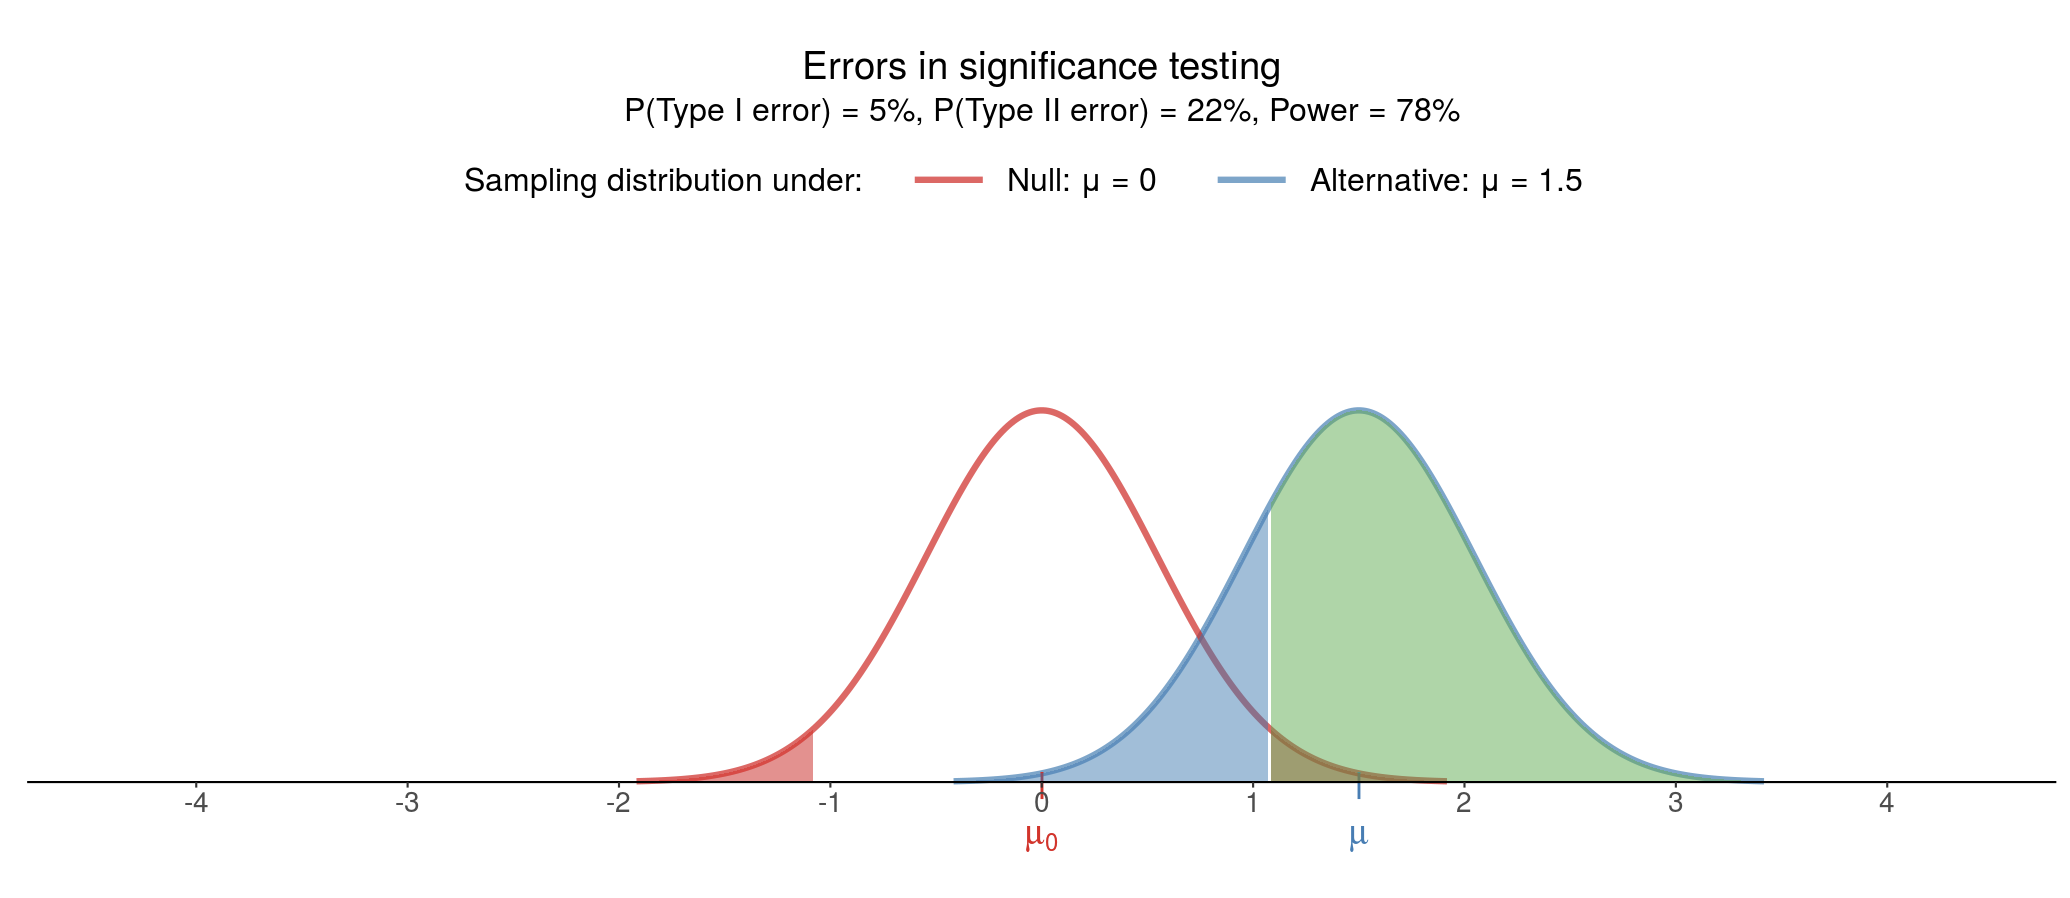 Errors in significance testing
P(Type I error) = 5%, P(Type II error) = 22%, Power = 78%
Sampling distribution under: Null: μ = 0 Alternative: μ = 1.5
-4 -3 -2 -1 0 1 2 3 4
μ₀ μ